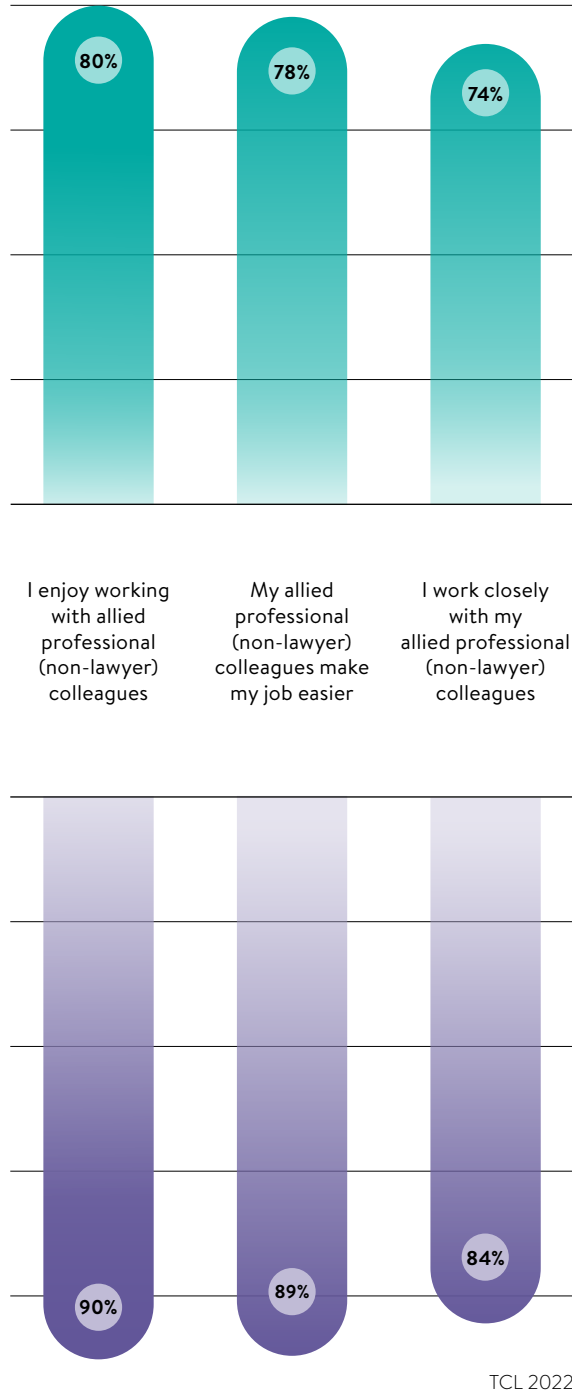 80%
78%
74%
I enjoy working
with allied
professional
(non-lawyer)
colleagues
My allied
professional
(non-lawyer)
colleagues make
my job easier
I work closely
with my
allied professional
(non-lawyer)
colleagues
90%
89%
84%
TCL 2022